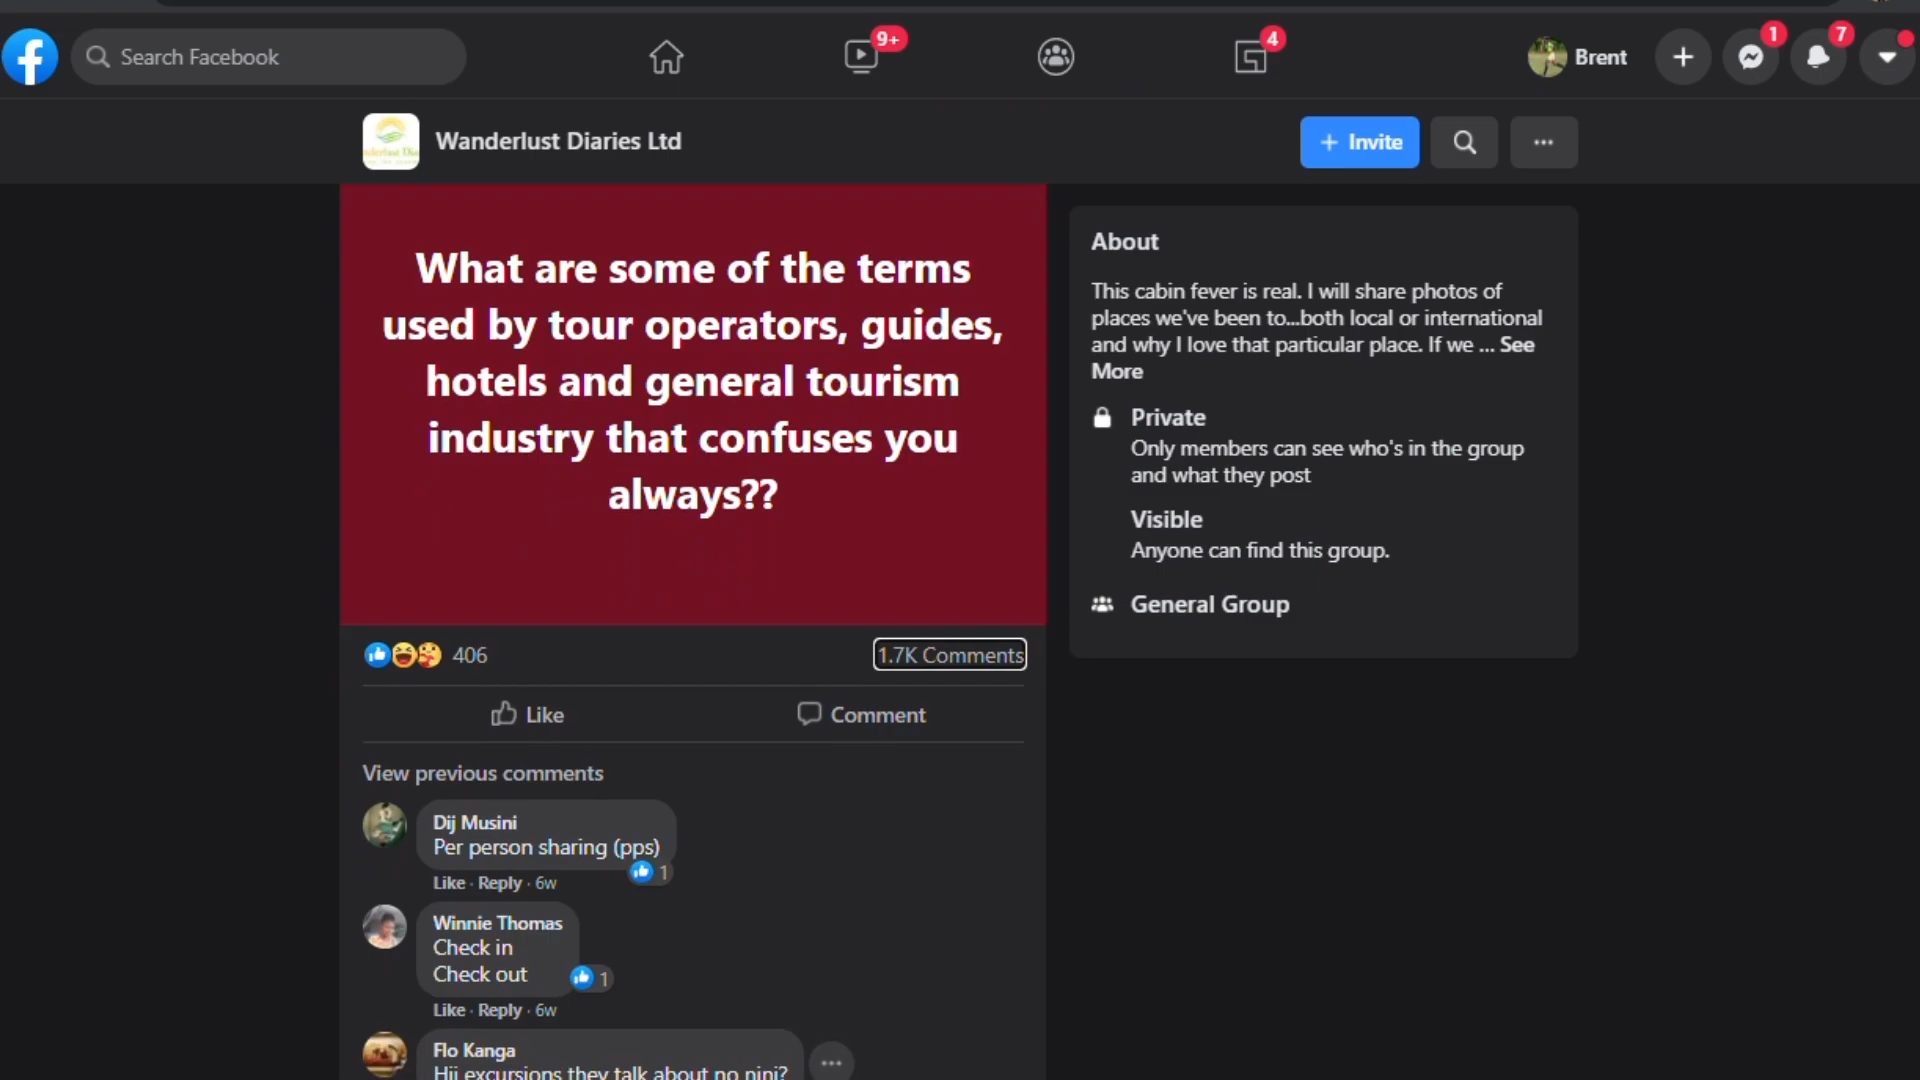 Search Facebook
9+
4
Brent
1
7
Wanderlust Diaries Ltd
+ Invite
What are some of the terms
used by tour operators, guides,
hotels and general tourism
industry that confuses you
always??
406
1.7K Comments
Like
Comment
View previous comments
Dij Musini
Per person sharing (pps)
1
Like · Reply · 6w
Winnie Thomas
Check in
Check out
1
Like · Reply · 6w
Flo Kanga
Hii excursions they talk about no nini?
About
This cabin fever is real. I will share photos of
places we've been to...both local or international
and why I love that particular place. If we ... See
More
Private
Only members can see who's in the group
and what they post
Visible
Anyone can find this group.
General Group